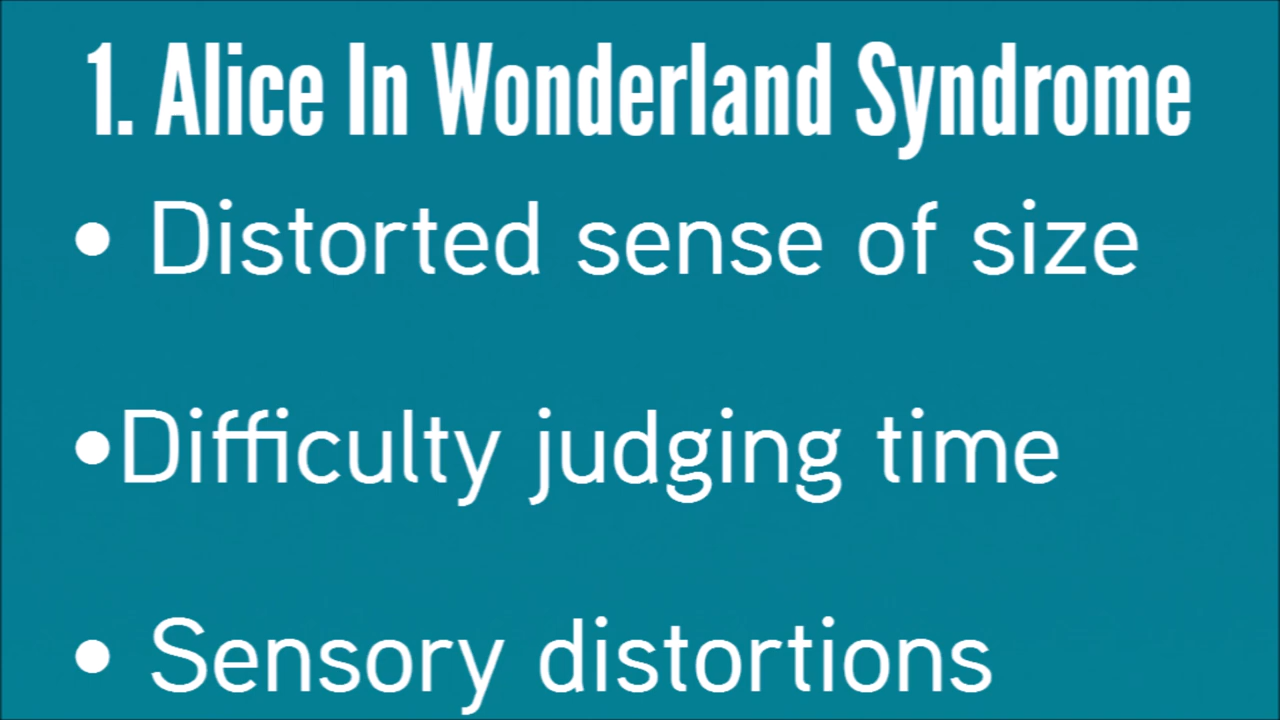 1. Alice In Wonderland Syndrome
• Distorted sense of size
•Difficulty judging time
• Sensory distortions